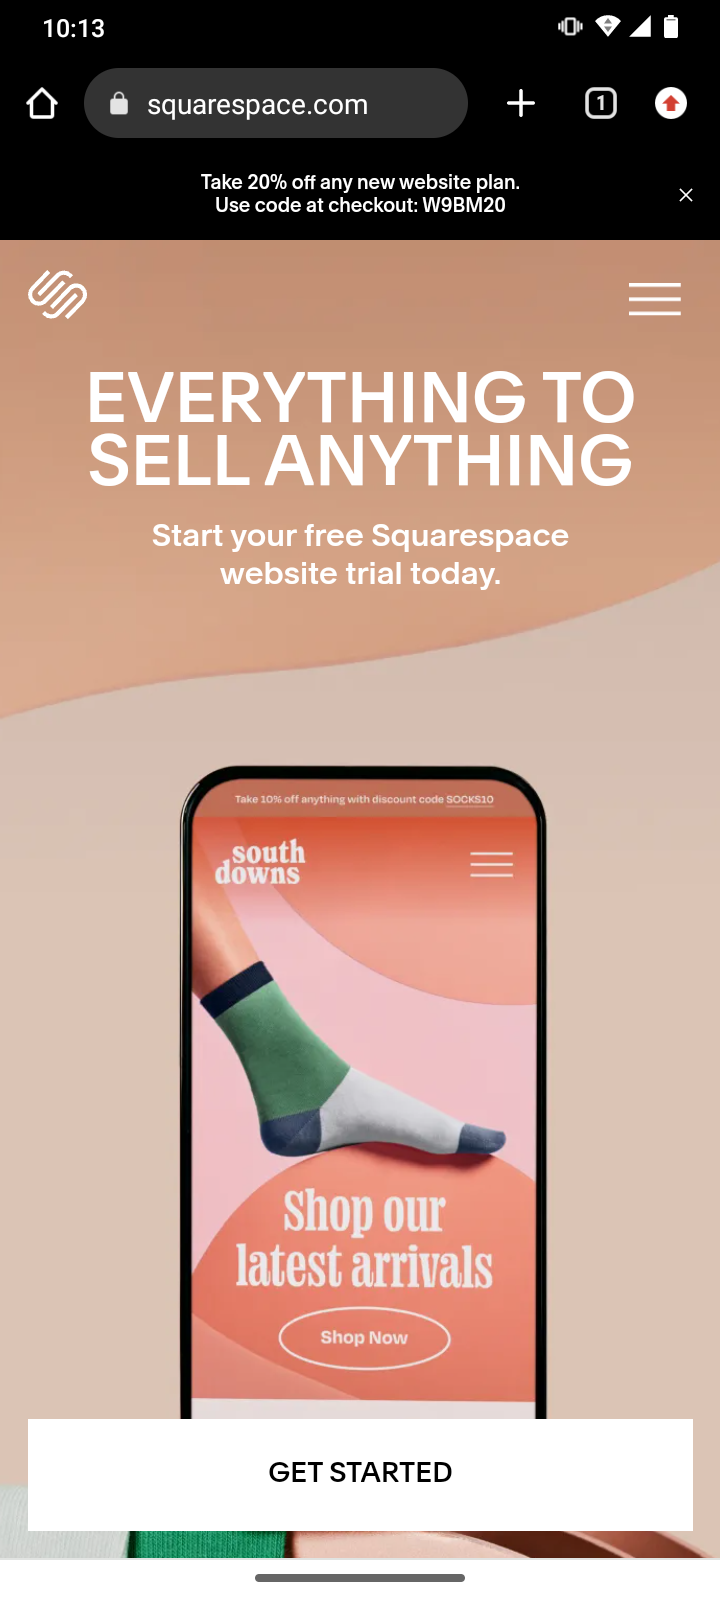 10:13
squarespace.com
1
Take 20% off any new website plan.
Use code at checkout: W9BM20
EVERYTHING TO
SELL ANYTHING
Start your free Squarespace
website trial today.
Take 10% off anything with discount code SOCKS10
south
downs
Shop our
latest arrivals
Shop Now
GET STARTED